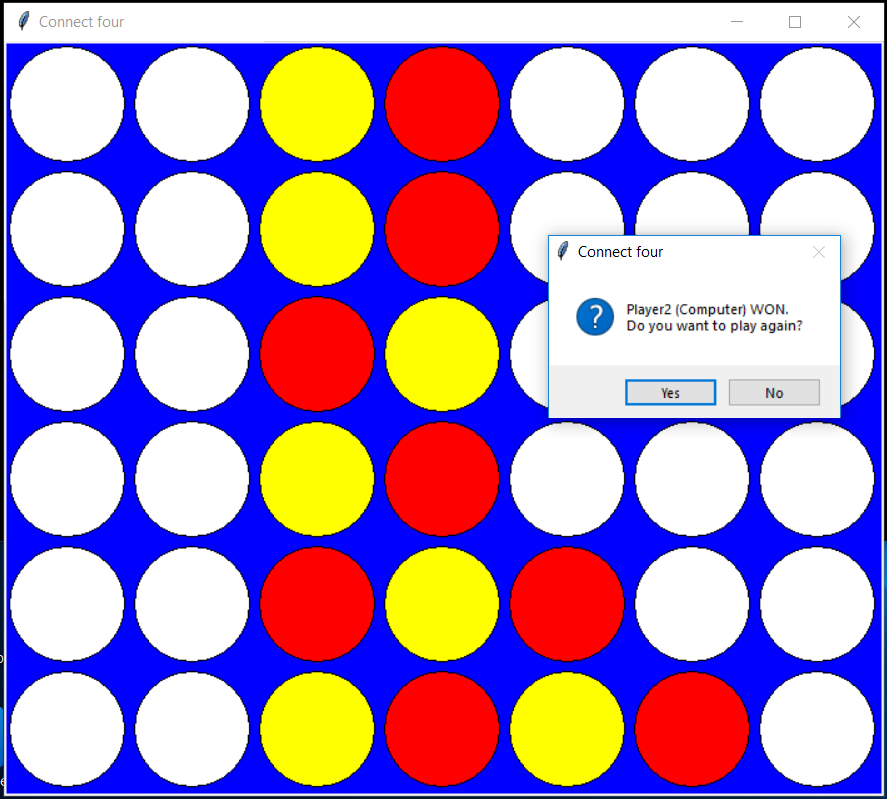 Connect four
Connect four
Player2 (Computer) WON.
Do you want to play again?
Yes
No